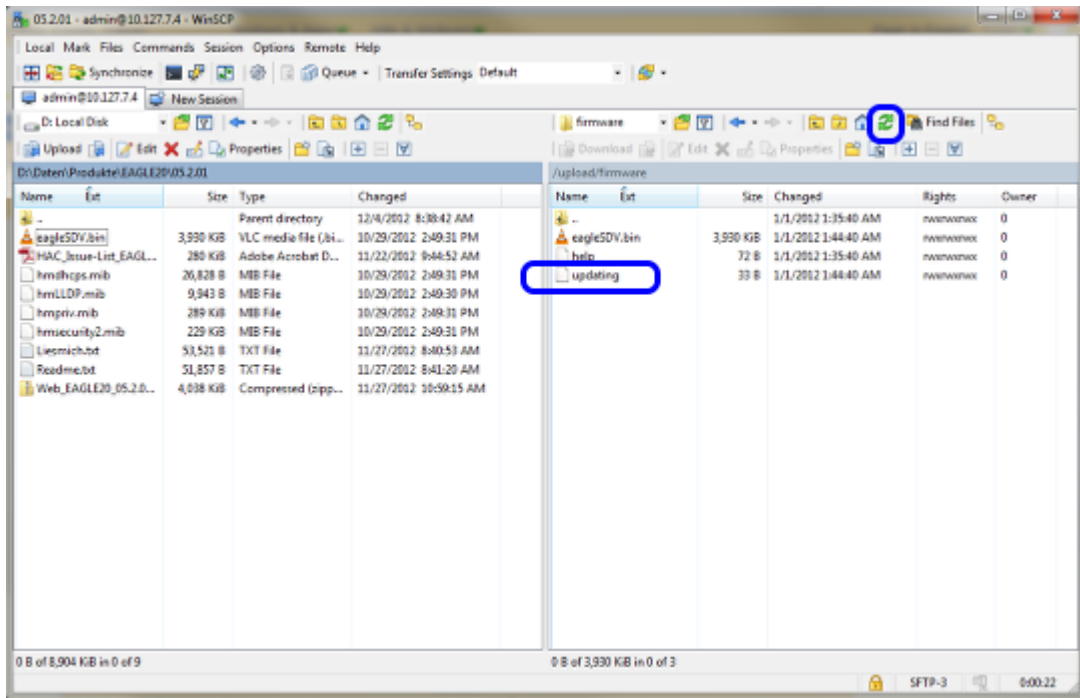 05.2.01 - admin@10.127.7.4 - WinSCP
Local Mark Files Commands Session Options Remote Help
Synchronize Queue Transfer Settings Default
admin@10.127.7.4 New Session
D: Local Disk
firmware Find Files
Upload Edit Properties
Download Edit Properties
D:\Daten\Produkte\EAGLE20\05.2.01
/upload/firmware
Name Ext Size Type Changed
.. Parent directory 12/4/2012 8:38:42 AM
eagleSDV.bin 3,930 KiB VLC media file (.bi... 10/29/2012 2:49:31 PM
HAC_Issue-List_EAGL... 280 KiB Adobe Acrobat D... 11/22/2012 9:44:52 AM
hmdhcps.mib 26,828 B MIB File 10/29/2012 2:49:31 PM
hmLLDP.mib 9,943 B MIB File 10/29/2012 2:49:30 PM
hmpriv.mib 289 KiB MIB File 10/29/2012 2:49:31 PM
hmsecurity2.mib 229 KiB MIB File 10/29/2012 2:49:31 PM
Liesmich.txt 53,521 B TXT File 11/27/2012 8:40:53 AM
Readme.txt 51,857 B TXT File 11/27/2012 8:41:20 AM
Web_EAGLE20_05.2.0... 4,038 KiB Compressed (zipp... 11/27/2012 10:59:15 AM
Name Ext Size Changed Rights Owner
.. 1/1/2012 1:35:40 AM rwxrwxrwx 0
eagleSDV.bin 3,930 KiB 1/1/2012 1:44:40 AM rwxrwxrwx 0
help 72 B 1/1/2012 1:35:40 AM rwxrwxrwx 0
updating 33 B 1/1/2012 1:44:40 AM rwxrwxrwx 0
0 B of 8,904 KiB in 0 of 9
0 B of 3,930 KiB in 0 of 3
SFTP-3 0:00:22